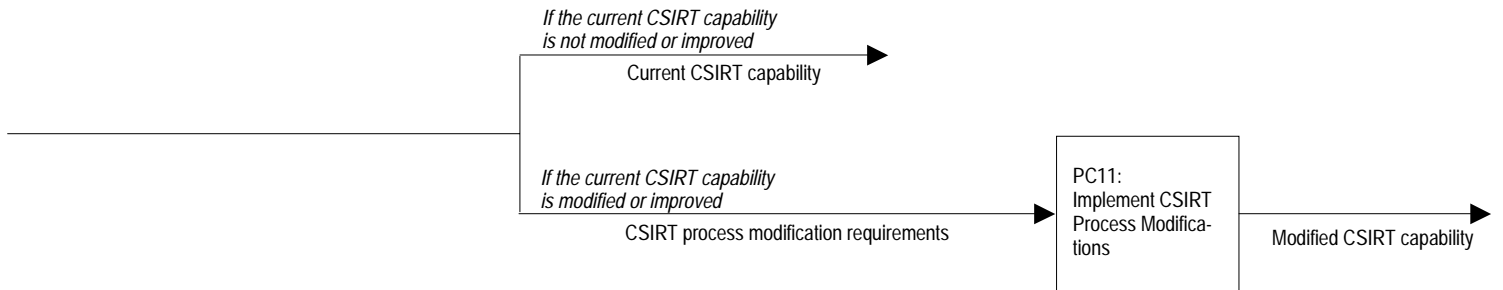 If the current CSIRT capability
is not modified or improved
Current CSIRT capability
If the current CSIRT capability
is modified or improved
CSIRT process modification requirements
PC11:
Implement CSIRT
Process Modifica-
tions
Modified CSIRT capability